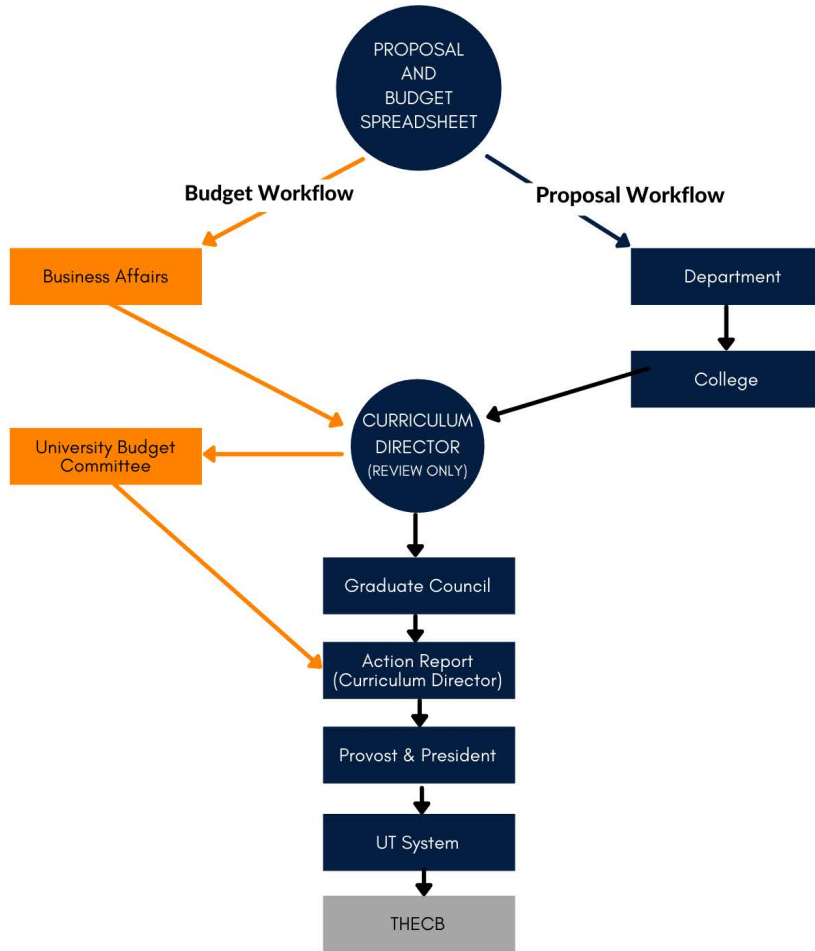 PROPOSAL
AND
BUDGET
SPREADSHEET
Budget Workflow
Proposal Workflow
Business Affairs
Department
College
CURRICULUM
DIRECTOR
(REVIEW ONLY)
University Budget
Committee
Graduate Council
Action Report
(Curriculum Director)
Provost & President
UT System
THECB